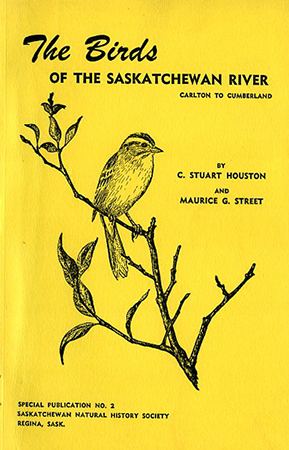 The Birds
OF THE SASKATCHEWAN RIVER
CARLTON TO CUMBERLAND
BY
C. STUART HOUSTON
AND
MAURICE G. STREET
SPECIAL PUBLICATION NO. 2
SASKATCHEWAN NATURAL HISTORY SOCIETY
REGINA, SASK.